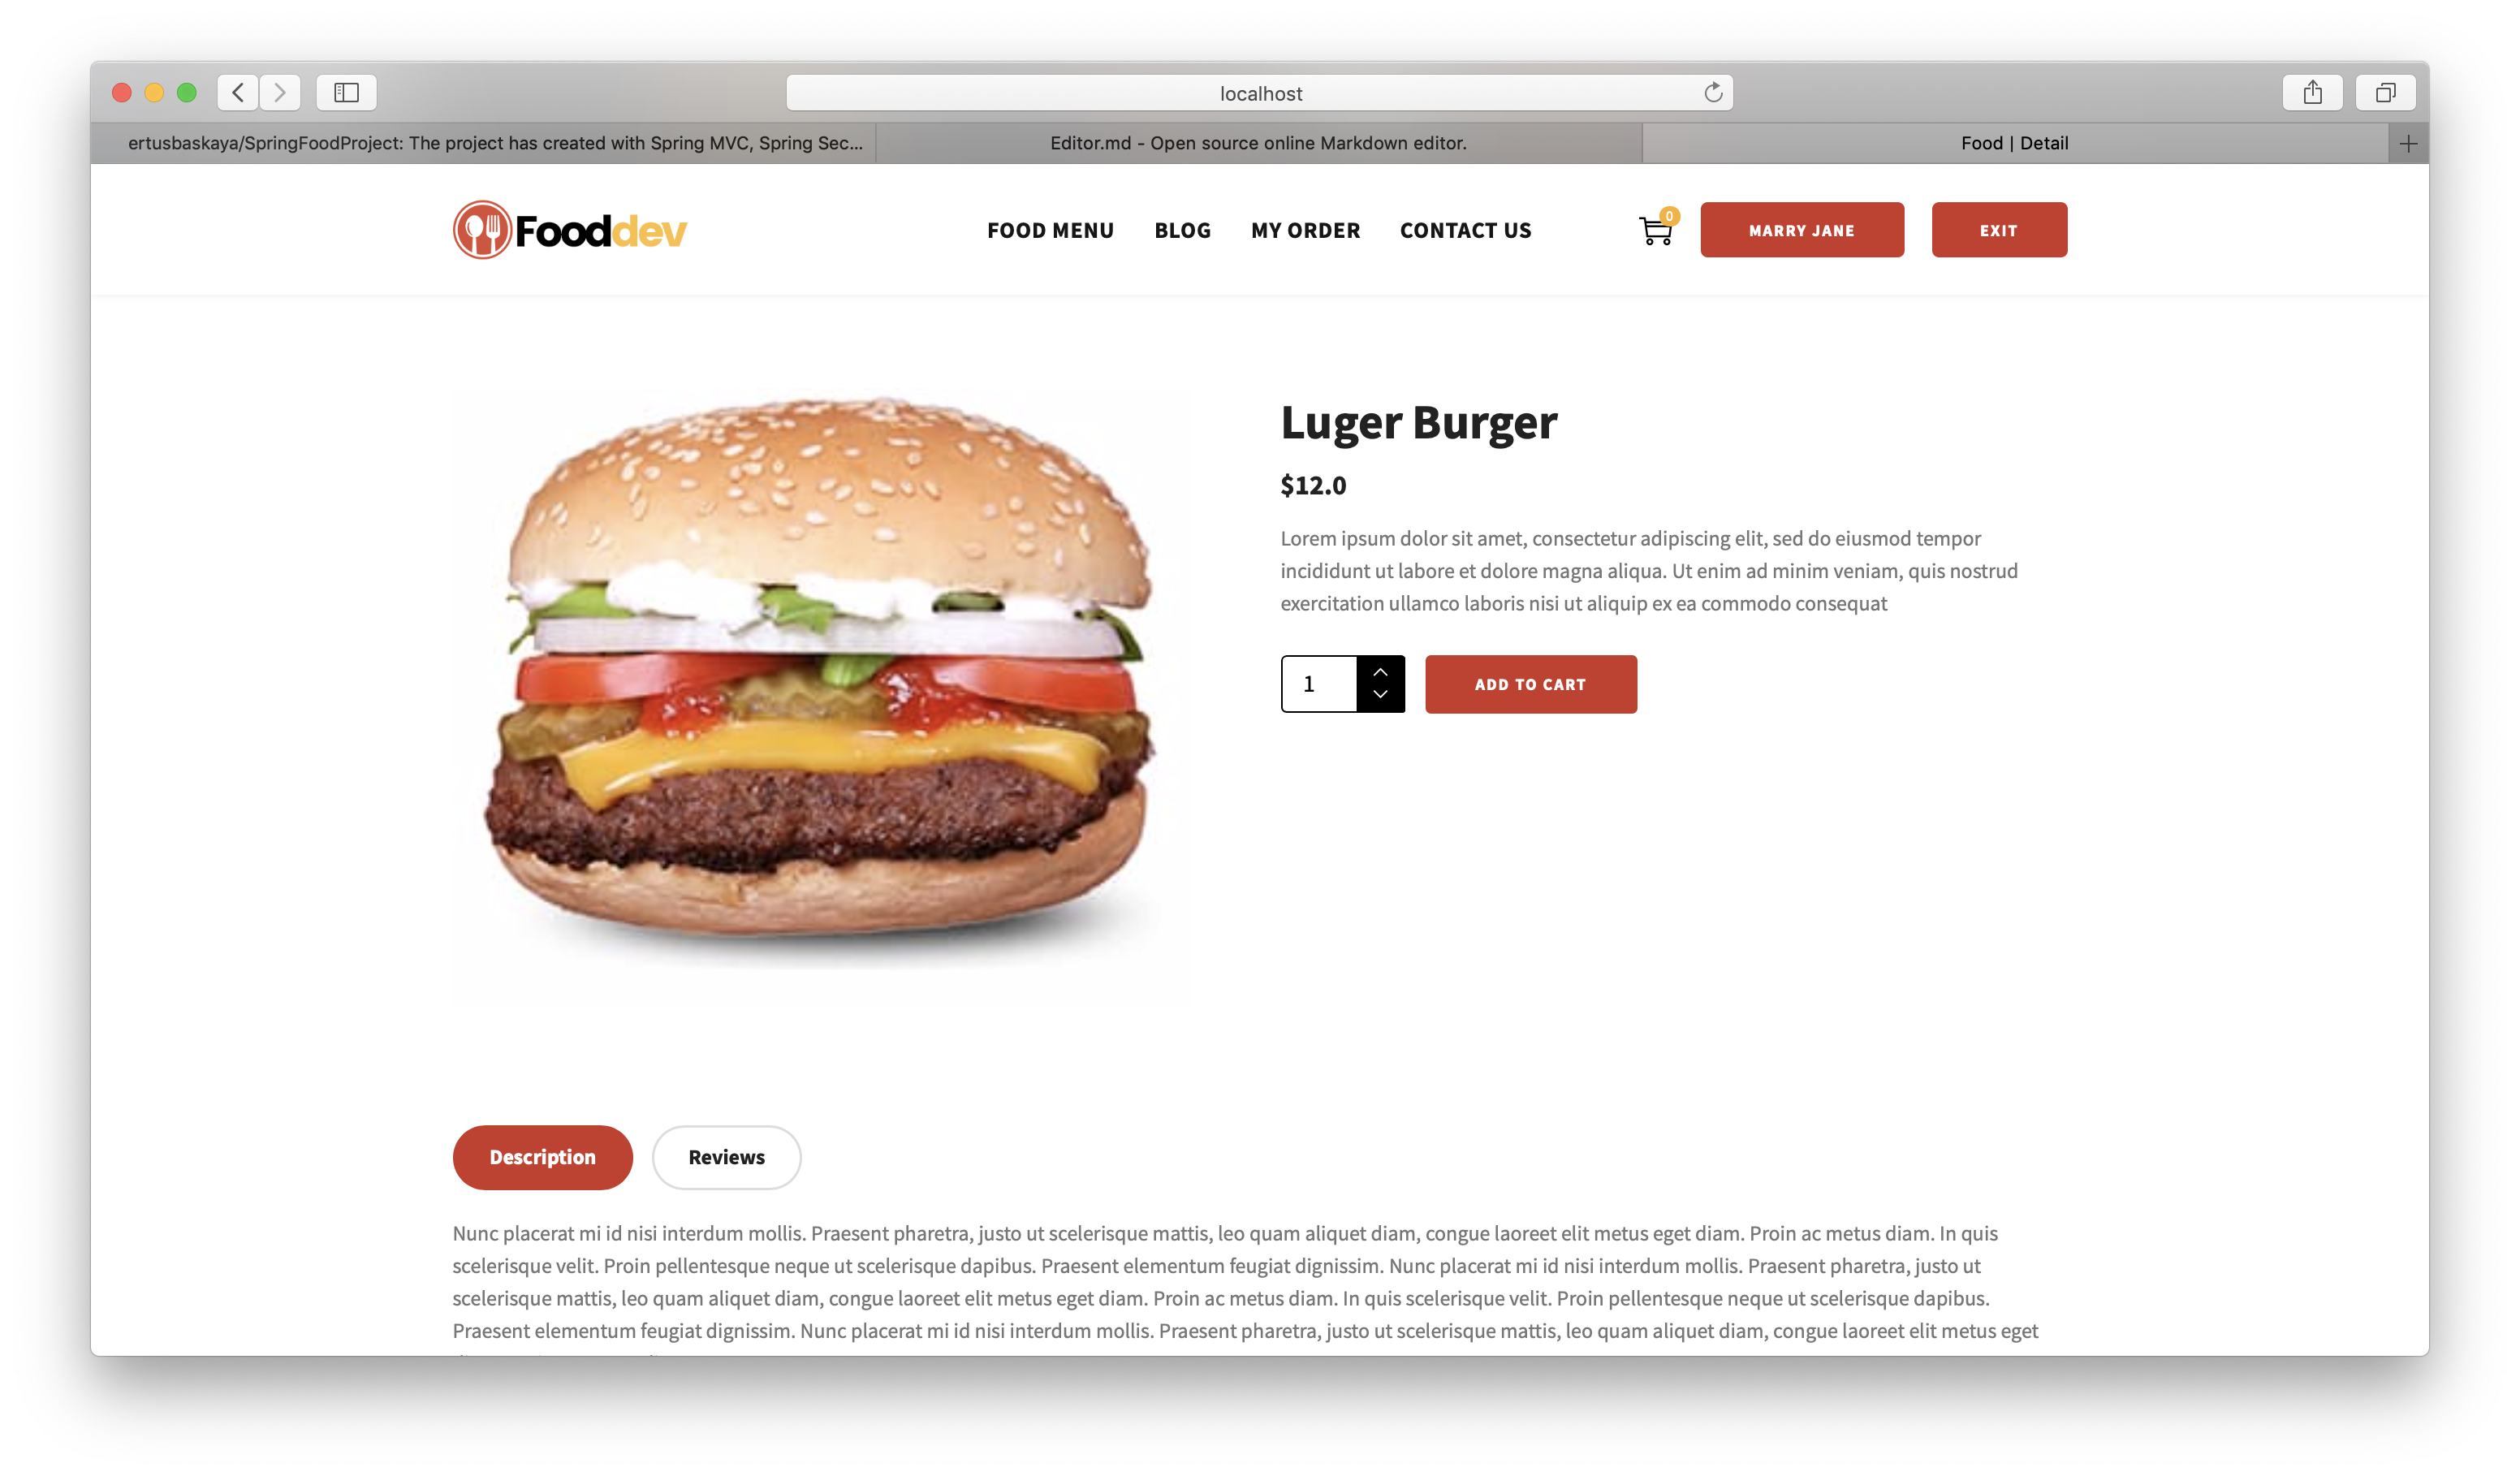 localhost
ertusbaskaya/SpringFoodProject: The project has created with Spring MVC, Spring Sec...
Editor.md - Open source online Markdown editor.
Food | Detail
Fooddev
FOOD MENU
BLOG
MY ORDER
CONTACT US
0
MARRY JANE
EXIT
Luger Burger
$12.0
Lorem ipsum dolor sit amet, consectetur adipiscing elit, sed do eiusmod tempor
incididunt ut labore et dolore magna aliqua. Ut enim ad minim veniam, quis nostrud
exercitation ullamco laboris nisi ut aliquip ex ea commodo consequat
1
ADD TO CART
Description
Reviews
Nunc placerat mi id nisi interdum mollis. Praesent pharetra, justo ut scelerisque mattis, leo quam aliquet diam, congue laoreet elit metus eget diam. Proin ac metus diam. In quis
scelerisque velit. Proin pellentesque neque ut scelerisque dapibus. Praesent elementum feugiat dignissim. Nunc placerat mi id nisi interdum mollis. Praesent pharetra, justo ut
scelerisque mattis, leo quam aliquet diam, congue laoreet elit metus eget diam. Proin ac metus diam. In quis scelerisque velit. Proin pellentesque neque ut scelerisque dapibus.
Praesent elementum feugiat dignissim. Nunc placerat mi id nisi interdum mollis. Praesent pharetra, justo ut scelerisque mattis, leo quam aliquet diam, congue laoreet elit metus eget